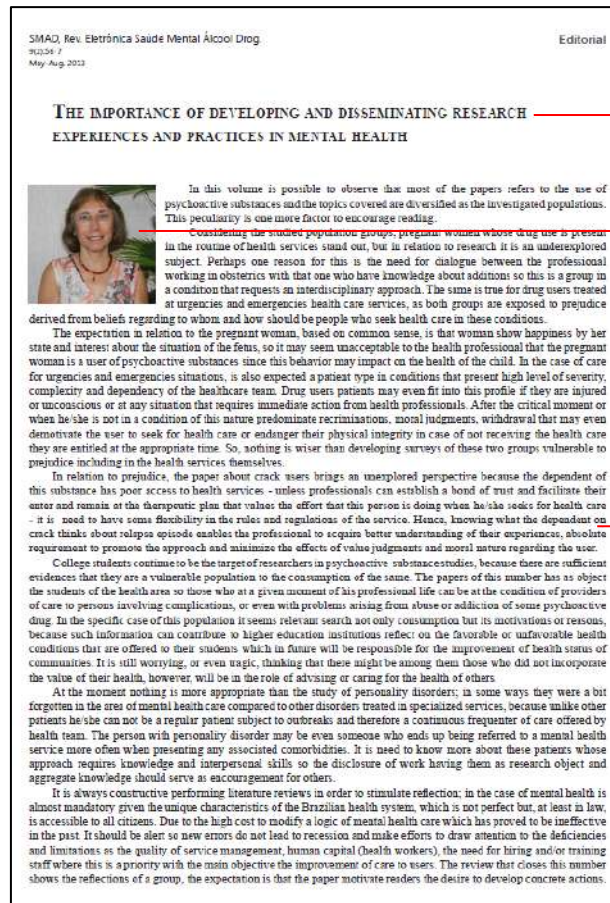 SMAD, Rev. Eletrônica Saúde Mental Álcool Drog.
9(2):56-7
May-Aug. 2013
Editorial
THE IMPORTANCE OF DEVELOPING AND DISSEMINATING RESEARCH
EXPERIENCES AND PRACTICES IN MENTAL HEALTH
In this volume is possible to observe that most of the papers refers to the use of
psychoactive substances and the topics covered are diversified as the investigated populations.
This peculiarity is one more factor to encourage reading.
Considering the studied population groups, pregnant women whose drug use is present
in the routine of health services stand out, but in relation to research it is an underexplored
subject. Perhaps one reason for this is the need for dialogue between the professional
working in obstetrics with that one who have knowledge about additions so this is a group in
a condition that requests an interdisciplinary approach. The same is true for drug users treated
at urgencies and emergencies health care services, as both groups are exposed to prejudice
derived from beliefs regarding to whom and how should be people who seek health care in these conditions.
The expectation in relation to the pregnant woman, based on common sense, is that woman show happiness by her
state and interest about the situation of the fetus, so it may seem unacceptable to the health professional that the pregnant
woman is a user of psychoactive substances since this behavior may impact on the health of the child. In the case of care
for urgencies and emergencies situations, is also expected a patient type in conditions that present high level of severity,
complexity and dependency of the healthcare team. Drug users patients may even fit into this profile if they are injured
or unconscious or at any situation that requires immediate action from health professionals. After the critical moment or
when he/she is not in a condition of this nature predominate recriminations, moral judgments, withdrawal that may even
demotivate the user to seek for health care or endanger their physical integrity in case of not receiving the health care
they are entitled at the appropriate time. So, nothing is wiser than developing surveys of these two groups vulnerable to
prejudice including in the health services themselves.
In relation to prejudice, the paper about crack users brings an unexplored perspective because the dependent of
this substance has poor access to health services - unless professionals can establish a bond of trust and facilitate their
enter and remain at the therapeutic plan that values the effort that this person is doing when he/she seeks for health care
- it is need to have some flexibility in the rules and regulations of the service. Hence, knowing what the dependent on
crack thinks about relapse episode enables the professional to acquire better understanding of their experiences, absolute
requirement to promote the approach and minimize the effects of value judgments and moral nature regarding the user.
College students continue to be the target of researchers in psychoactive substance studies, because there are sufficient
evidences that they are a vulnerable population to the consumption of the same. The papers of this number has as object
the students of the health area so those who at a given moment of his professional life can be at the condition of providers
of care to persons involving complications, or even with problems arising from abuse or addiction of some psychoactive
drug. In the specific case of this population it seems relevant search not only consumption but its motivations or reasons,
because such information can contribute to higher education institutions reflect on the favorable or unfavorable health
conditions that are offered to their students which in future will be responsible for the improvement of health status of
communities. It is still worrying, or even tragic, thinking that there might be among them those who did not incorporate
the value of their health, however, will be in the role of advising or caring for the health of others.
At the moment nothing is more appropriate than the study of personality disorders; in some ways they were a bit
forgotten in the area of mental health care compared to other disorders treated in specialized services, because unlike other
patients he/she can not be a regular patient subject to outbreaks and therefore a continuous frequenter of care offered by
health team. The person with personality disorder may be even someone who ends up being referred to a mental health
service more often when presenting any associated comorbidities. It is need to know more about these patients whose
approach requires knowledge and interpersonal skills so the disclosure of work having them as research object and
aggregate knowledge should serve as encouragement for others.
It is always constructive performing literature reviews in order to stimulate reflection; in the case of mental health is
almost mandatory given the unique characteristics of the Brazilian health system, which is not perfect but, at least in law,
is accessible to all citizens. Due to the high cost to modify a logic of mental health care which has proved to be ineffective
in the past. It should be alert so new errors do not lead to recession and make efforts to draw attention to the deficiencies
and limitations as the quality of service management, human capital (health workers), the need for hiring and/or training
staff where this is a priority with the main objective the improvement of care to users. The review that closes this number
shows the reflections of a group, the expectation is that the paper motivate readers the desire to develop concrete actions.